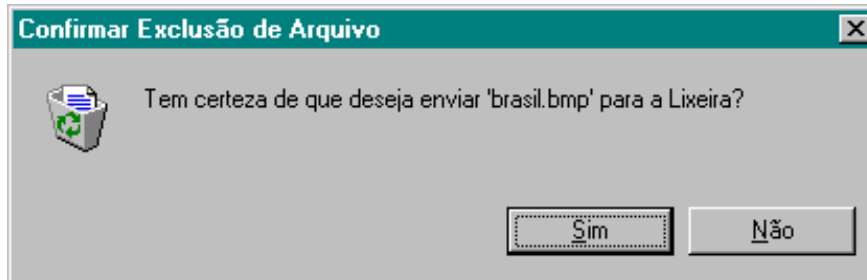 Confirmar Exclusão de Arquivo
Tem certeza de que deseja enviar 'brasil.bmp' para a Lixeira?
Sim
Não